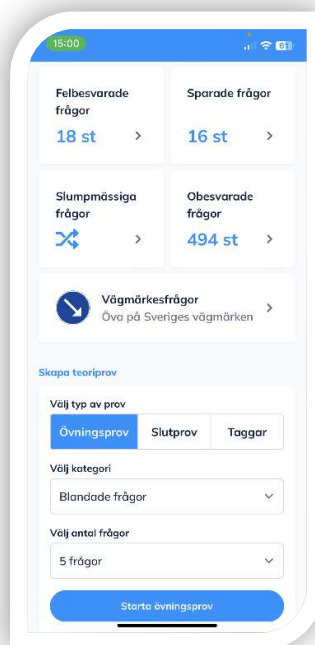 15:00
61
Felbesvarade
frågor
18 st
Sparade frågor
16 st
Slumpmässiga
frågor
Obesvarade
frågor
494 st
Vägmärkesfrågor
Öva på Sveriges vägmärken
Skapa teoriprov
Välj typ av prov
Övningsprov Slutprov Taggar
Välj kategori
Blandade frågor
Välj antal frågor
5 frågor
Starta övningsprov